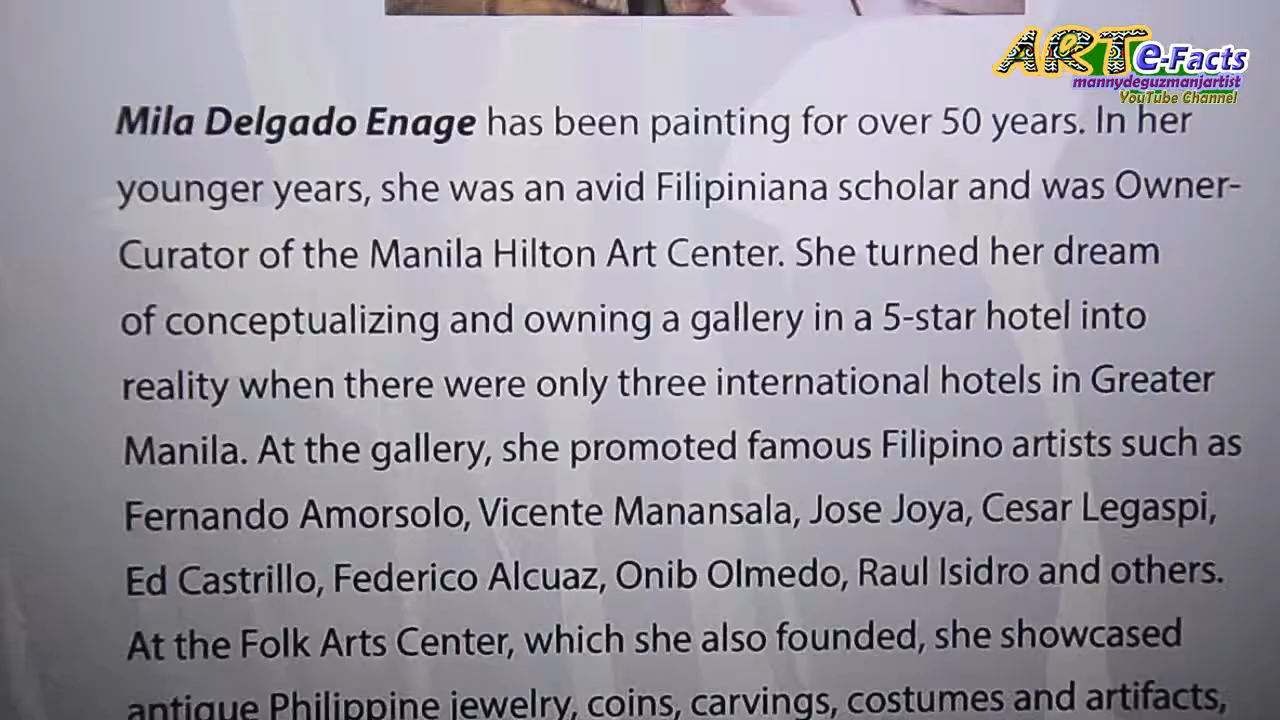 ARTe-Facts
mannydeguzmanjartist
YouTube Channel
Mila Delgado Enage has been painting for over 50 years. In her
younger years, she was an avid Filipiniana scholar and was Owner-
Curator of the Manila Hilton Art Center. She turned her dream
of conceptualizing and owning a gallery in a 5-star hotel into
reality when there were only three international hotels in Greater
Manila. At the gallery, she promoted famous Filipino artists such as
Fernando Amorsolo, Vicente Manansala, Jose Joya, Cesar Legaspi,
Ed Castrillo, Federico Alcuaz, Onib Olmedo, Raul Isidro and others.
At the Folk Arts Center, which she also founded, she showcased
antique Philippine jewelry, coins, carvings, costumes and artifacts,